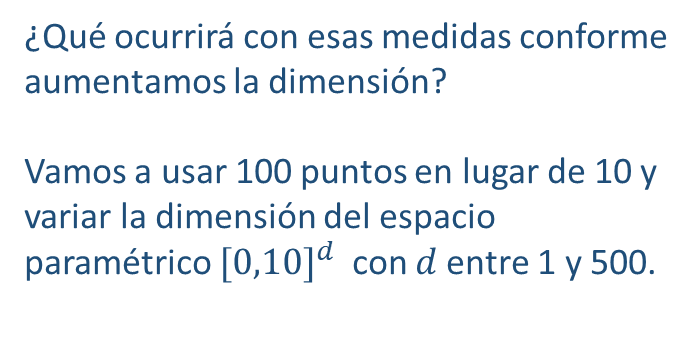 ¿Qué ocurrirá con esas medidas conforme
aumentamos la dimensión?
Vamos a usar 100 puntos en lugar de 10 y
variar la dimensión del espacio
paramétrico [0,10]^d con d entre 1 y 500.